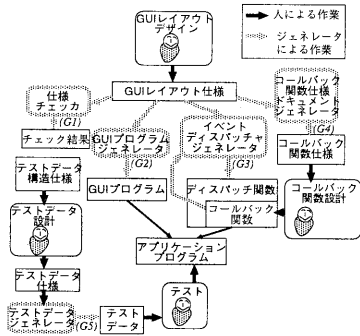 GUIレイアウト
デザイン
人による作業
ジェネレータ
による作業
GUIレイアウト仕様
仕様
チェッカ
(G1)
チェック結果
GUIプログラム
ジェネレータ
(G2)
GUIプログラム
イベント
ディスパッチャ
ジェネレータ
(G3)
ディスパッチ関数
コールバック
関数
コールバック
関数仕様
ドキュメント
ジェネレータ
(G4)
コールバック
関数仕様
コールバック
関数設計
テストデータ
構造仕様
テストデータ
設計
テストデータ
仕様
テストデータ
ジェネレータ
(G5)
テスト
データ
テスト
アプリケーション
プログラム